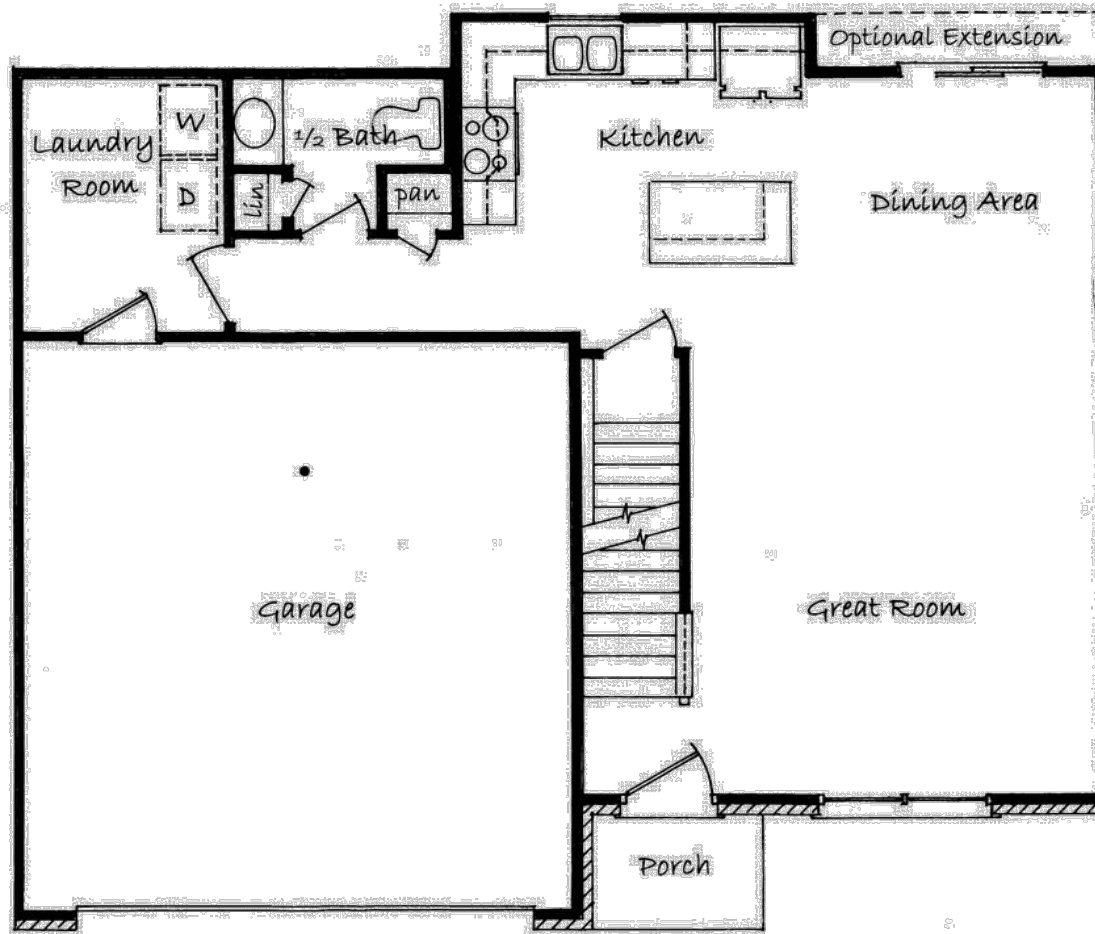 Optional Extension
W
Laundry
Room
D
1/2 Bath
lin
pan
Kitchen
Dining Area
Garage
Great Room
Porch